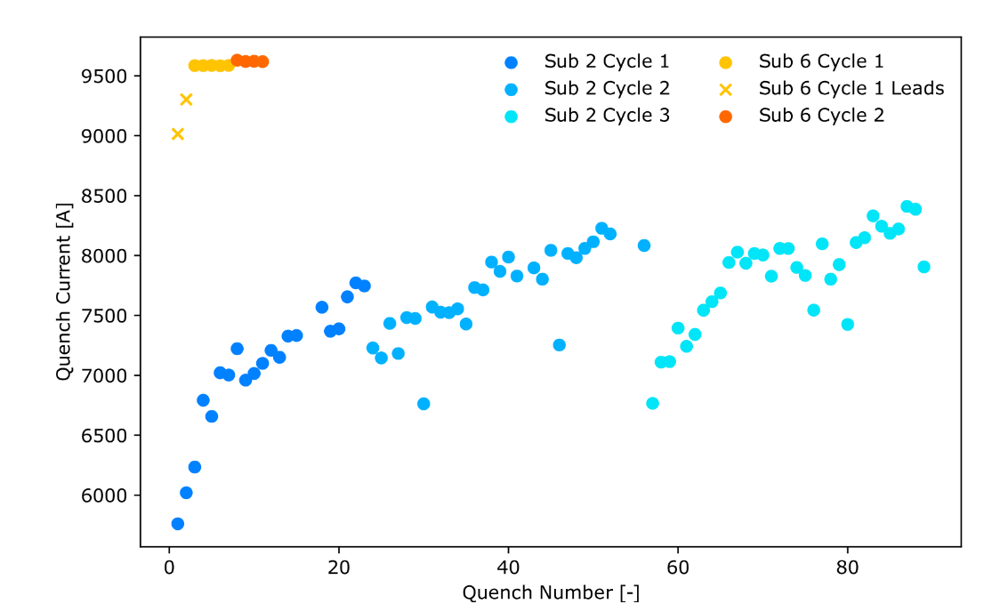 Sub 2 Cycle 1
Sub 2 Cycle 2
Sub 2 Cycle 3
Sub 6 Cycle 1
Sub 6 Cycle 1 Leads
Sub 6 Cycle 2
Quench Current [A]
9500
9000
8500
8000
7500
7000
6500
6000
0 20 40 60 80
Quench Number [-]